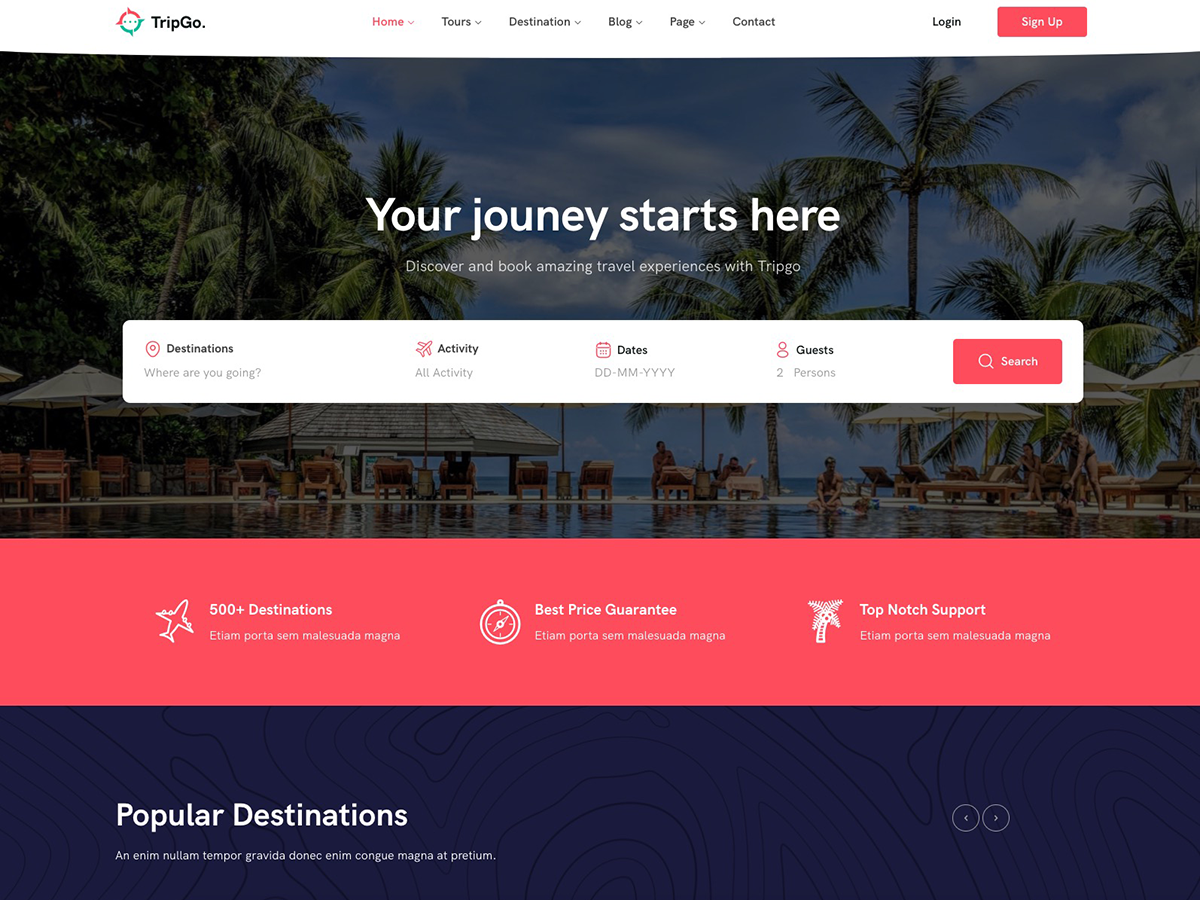 TripGo.
Home Tours Destination Blog Page Contact
Login
Sign Up
Your jouney starts here
Discover and book amazing travel experiences with Tripgo
Destinations
Where are you going?
Activity
All Activity
Dates
DD-MM-YYYY
Guests
2 Persons
Search
500+ Destinations
Etiam porta sem malesuada magna
Best Price Guarantee
Etiam porta sem malesuada magna
Top Notch Support
Etiam porta sem malesuada magna
Popular Destinations
An enim nullam tempor gravida donec enim congue magna at pretium.